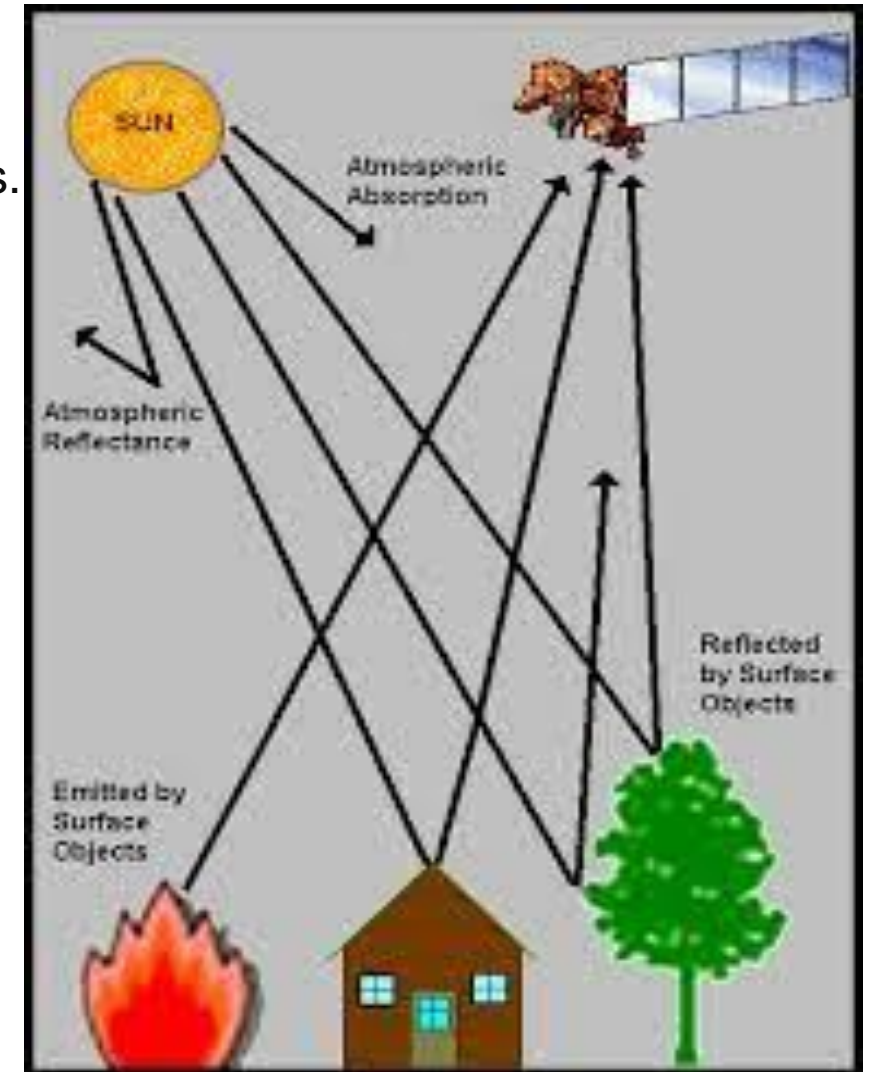 SUN
s.
Atmospheric
Absorption
Atmospheric
Reflectance
Reflected
by Surface
Objects
Emitted by
Surface
Objects